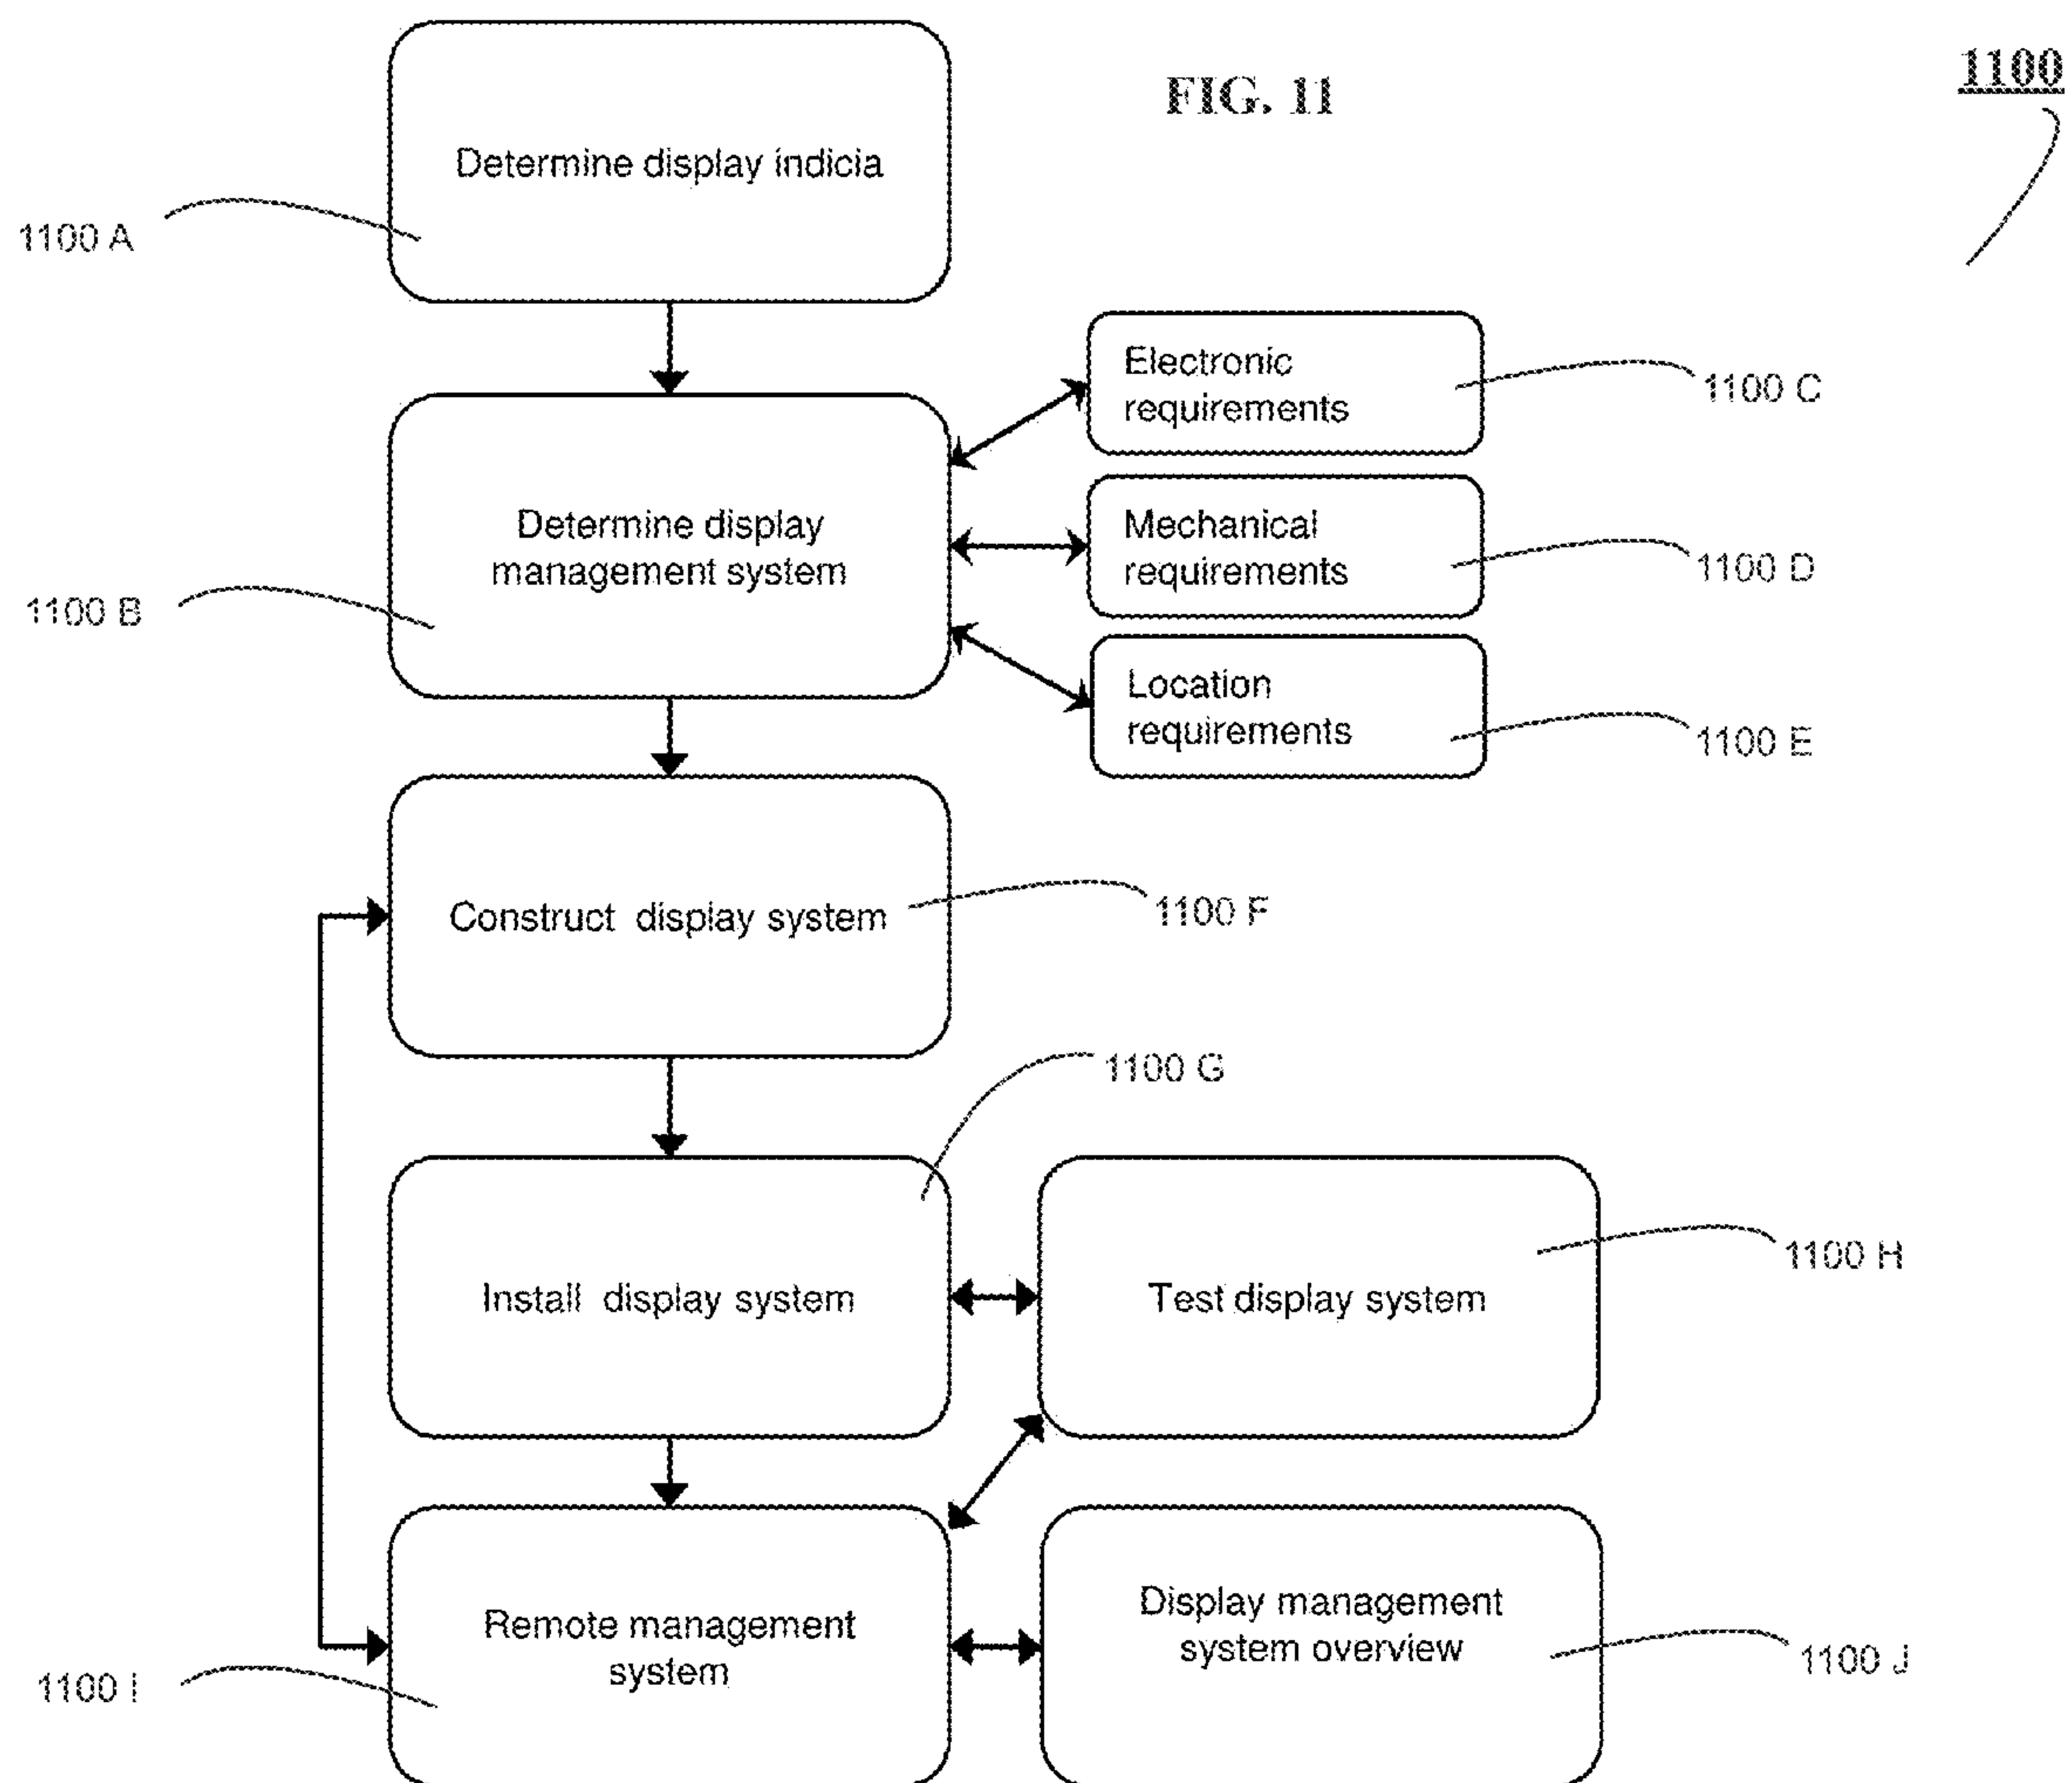 FIG. 11
1100
Determine display indicia
1100 A
Electronic
requirements
1100 C
Determine display
management system
1100 B
Mechanical
requirements
1100 D
Location
requirements
1100 E
Construct display system
1100 F
1100 G
Install display system
Test display system
1100 H
Remote management
system
1100 I
Display management
system overview
1100 J